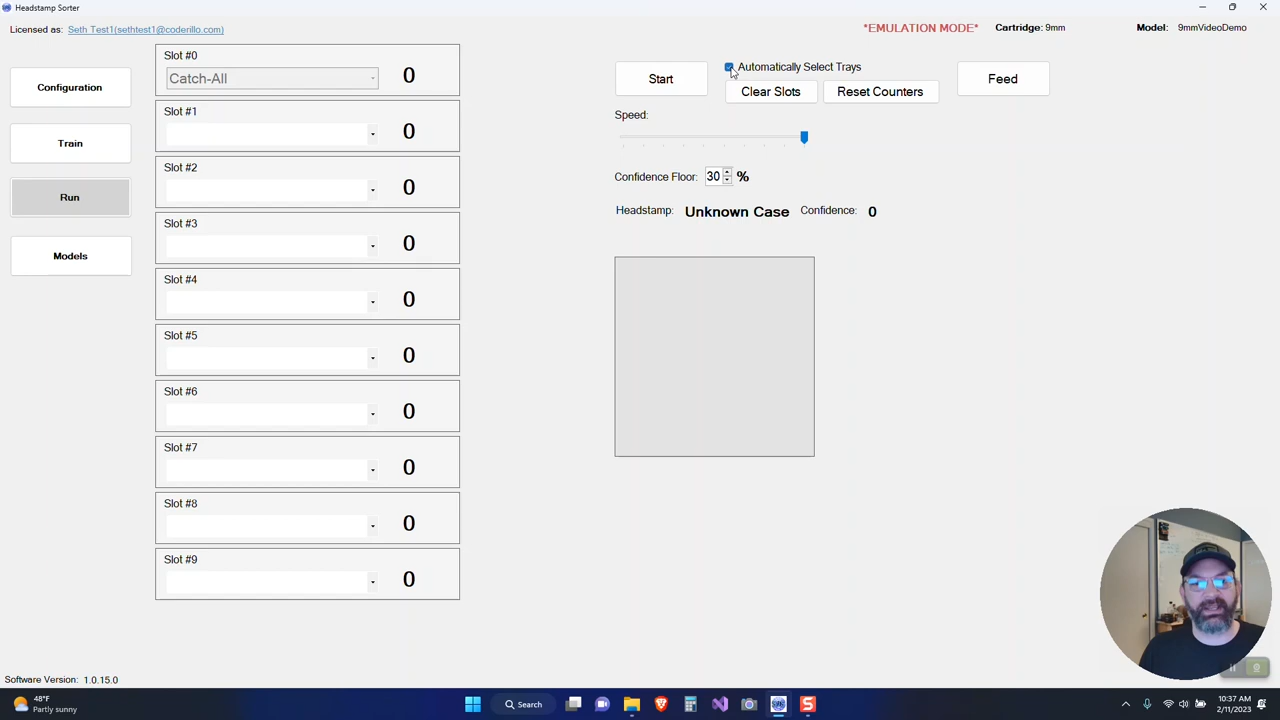 Headstamp Sorter
Licensed as: Seth Test1(sethtest1@coderillo.com)
*EMULATION MODE* Cartridge: 9mm Model: 9mmVideoDemo
Configuration
Train
Run
Models
Slot #0
Catch-All 0
Slot #1
0
Slot #2
0
Slot #3
0
Slot #4
0
Slot #5
0
Slot #6
0
Slot #7
0
Slot #8
0
Slot #9
0
Start
Automatically Select Trays
Clear Slots Reset Counters
Feed
Speed:
Confidence Floor: 30 %
Headstamp: Unknown Case Confidence: 0
Software Version: 1.0.15.0
48°F
Partly sunny
Search
10:37 AM
2/11/2023